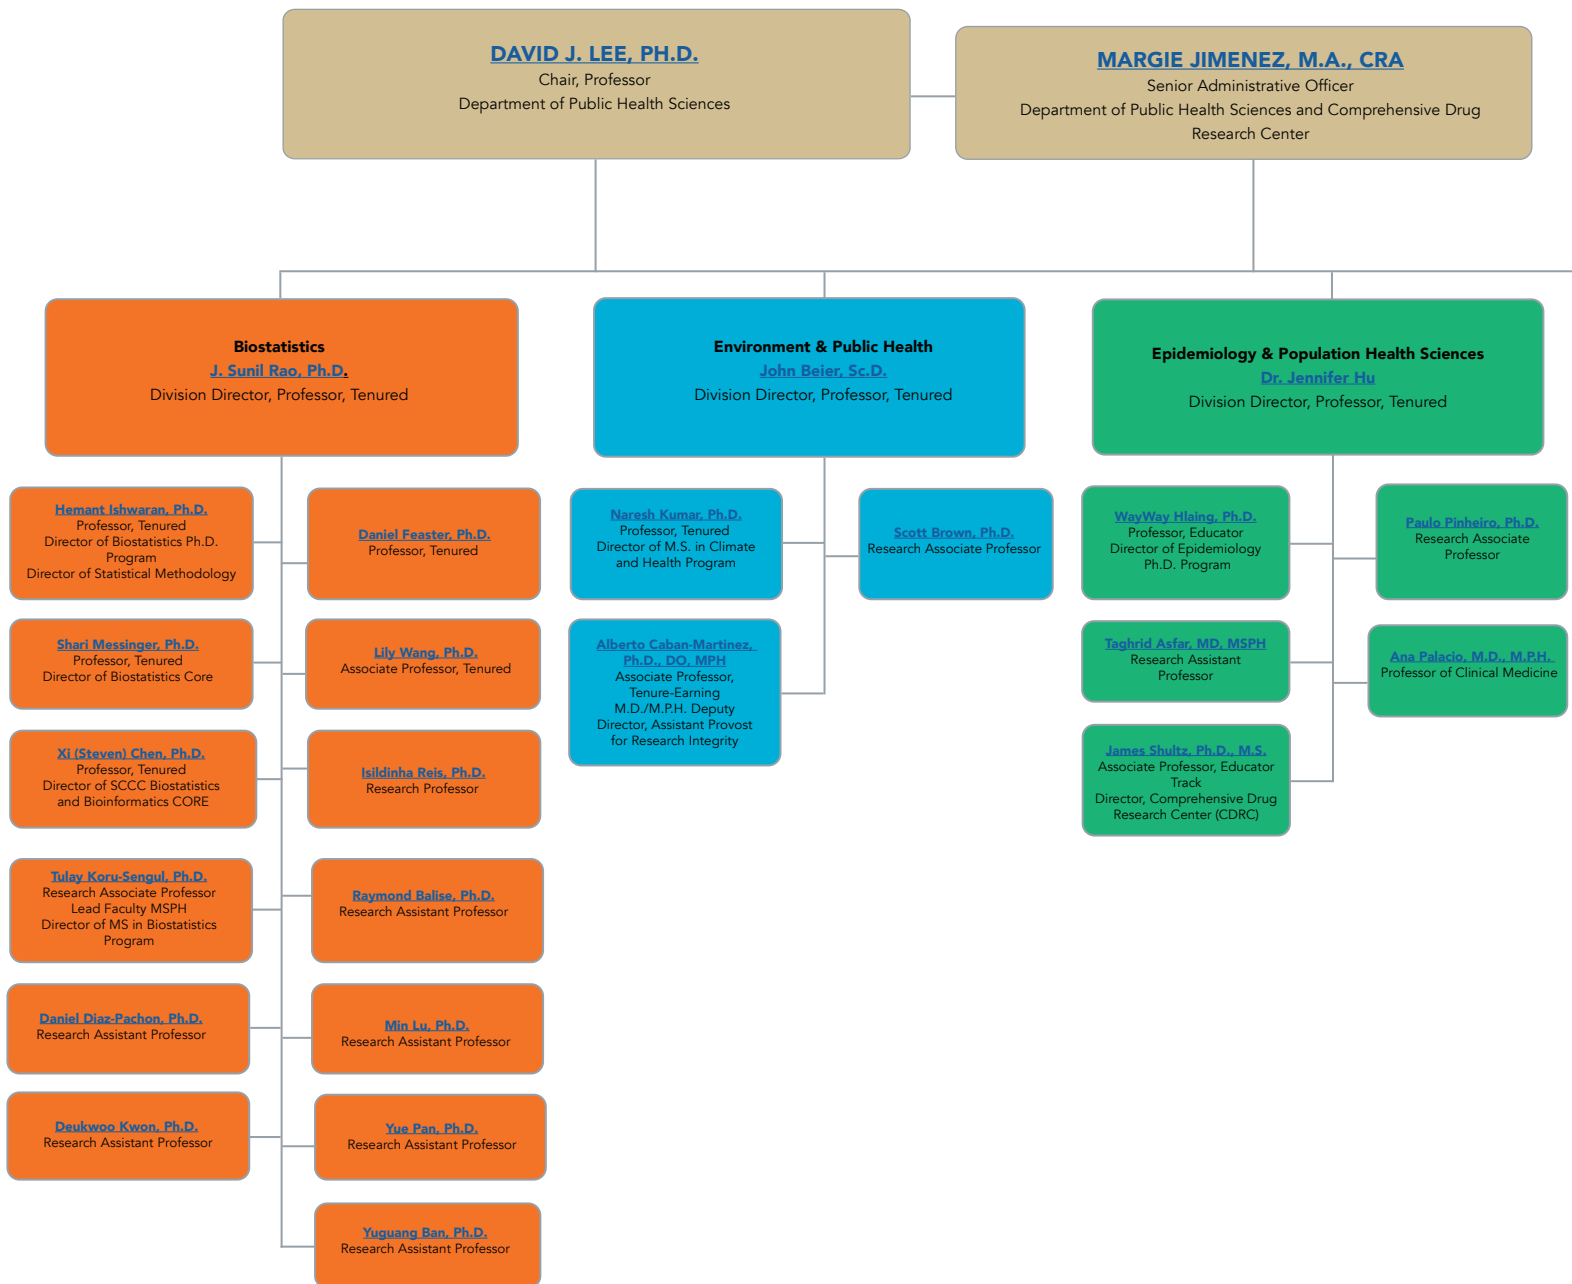 DAVID J. LEE, PH.D.
Chair, Professor
Department of Public Health Sciences
MARGIE JIMENEZ, M.A., CRA
Senior Administrative Officer
Department of Public Health Sciences and Comprehensive Drug
Research Center
Biostatistics
J. Sunil Rao, Ph.D.
Division Director, Professor, Tenured
Hemant Ishwaran, Ph.D.
Professor, Tenured
Director of Biostatistics Ph.D.
Program
Director of Statistical Methodology
Daniel Feaster, Ph.D.
Professor, Tenured
Shari Messinger, Ph.D.
Professor, Tenured
Director of Biostatistics Core
Lily Wang, Ph.D.
Associate Professor, Tenured
Xi (Steven) Chen, Ph.D.
Professor, Tenured
Director of SCCC Biostatistics
and Bioinformatics CORE
Isildinha Reis, Ph.D.
Research Professor
Tulay Koru-Sengul, Ph.D.
Research Associate Professor
Lead Faculty MSPH
Director of MS in Biostatistics
Program
Raymond Balise, Ph.D.
Research Assistant Professor
Daniel Diaz-Pachon, Ph.D.
Research Assistant Professor
Min Lu, Ph.D.
Research Assistant Professor
Deukwoo Kwon, Ph.D.
Research Assistant Professor
Yue Pan, Ph.D.
Research Assistant Professor
Yuguang Ban, Ph.D.
Research Assistant Professor
Environment & Public Health
John Beier, Sc.D.
Division Director, Professor, Tenured
Naresh Kumar, Ph.D.
Professor, Tenured
Director of M.S. in Climate
and Health Program
Scott Brown, Ph.D.
Research Associate Professor
Alberto Caban-Martinez,
Ph.D., DO, MPH
Associate Professor,
Tenure-Earning
M.D./M.P.H. Deputy
Director, Assistant Provost
for Research Integrity
Epidemiology & Population Health Sciences
Dr. Jennifer Hu
Division Director, Professor, Tenured
WayWay Hlaing, Ph.D.
Professor, Educator
Director of Epidemiology
Ph.D. Program
Paulo Pinheiro, Ph.D.
Research Associate
Professor
Taghrid Asfar, MD, MSPH
Research Assistant
Professor
Ana Palacio, M.D., M.P.H.
Professor of Clinical Medicine
James Shultz, Ph.D., M.S.
Associate Professor, Educator
Track
Director, Comprehensive Drug
Research Center (CDRC)